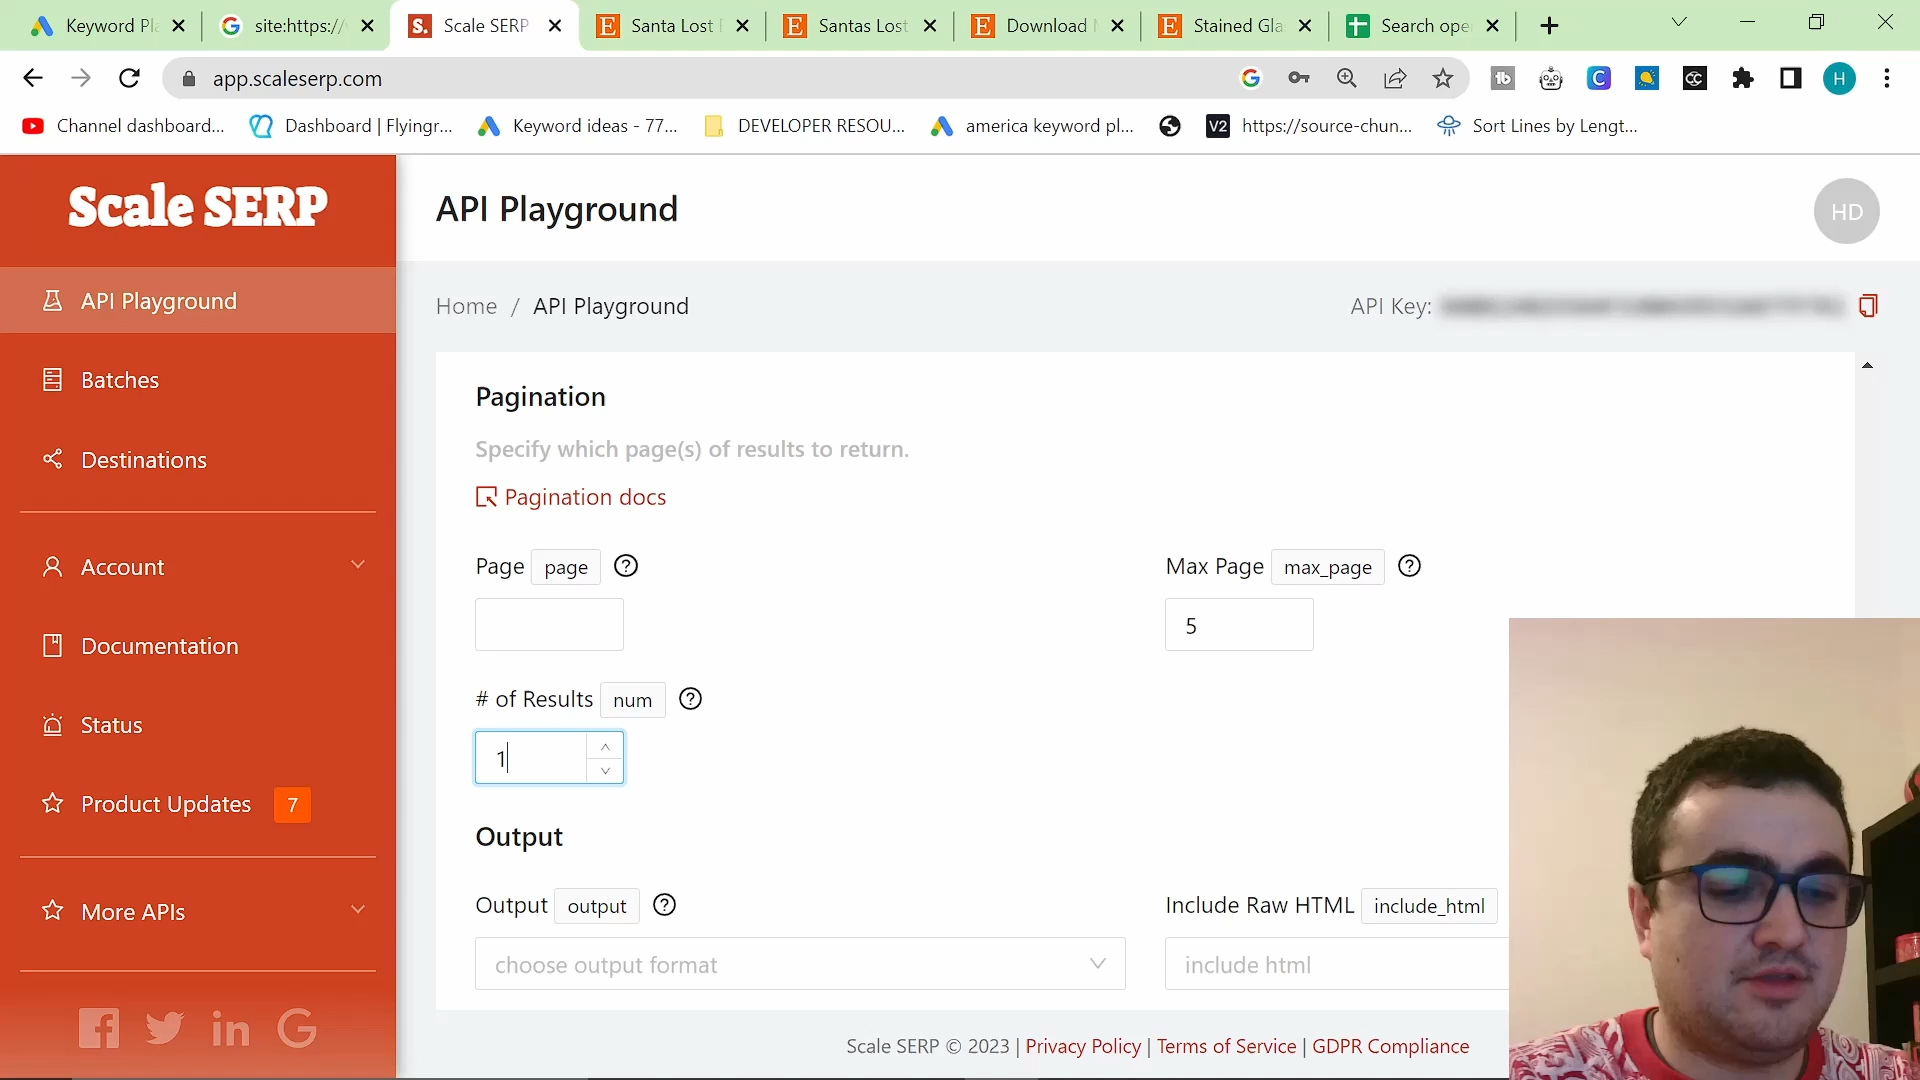 Keyword Pla
site:https://v
Scale SERP
Santa Lost E
Santas Lost
Download
Stained Gla
Search oper
app.scaleserp.com
H
Channel dashboard...
Dashboard | Flyingr...
Keyword ideas - 77...
DEVELOPER RESOU...
america keyword pl...
V2
https://source-chun...
Sort Lines by Lengt...
Scale SERP
API Playground
HD
API Playground
Home / API Playground
API Key:
Batches
Pagination
Specify which page(s) of results to return.
Destinations
Pagination docs
Account
Page page
Max Page max_page
5
Documentation
# of Results num
Status
1
Product Updates 7
Output
More APIs
Output output
Include Raw HTML include_html
choose output format
include html
Scale SERP © 2023 | Privacy Policy | Terms of Service | GDPR Compliance